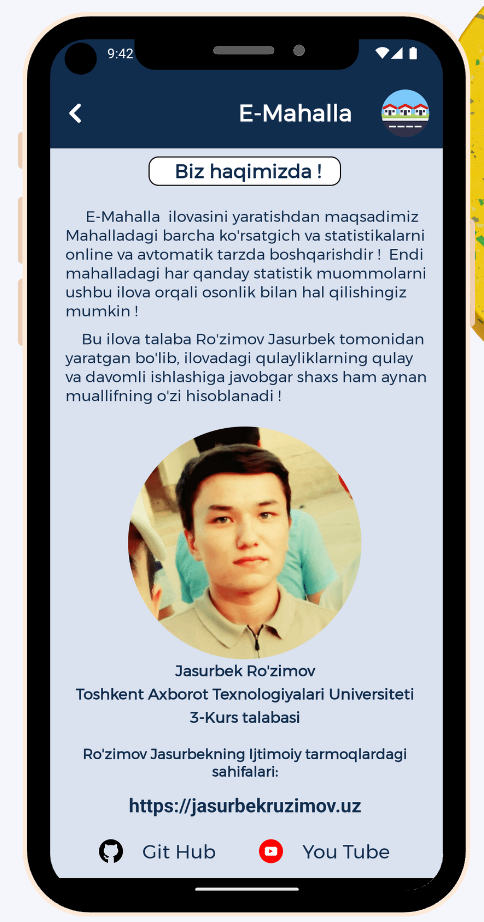 9:42
E-Mahalla
Biz haqimizda !
E-Mahalla ilovasini yaratishdan maqsadimiz
Mahalladagi barcha ko'rsatgich va statistikalarni
online va avtomatik tarzda boshqarishdir ! Endi
mahalladagi har qanday statistik muommolarni
ushbu ilova orqali osonlik bilan hal qilishingiz
mumkin !
Bu ilova talaba Ro'zimov Jasurbek tomonidan
yaratgan bo'lib, ilovadagi qulayliklarning qulay
va davomli ishlashiga javobgar shaxs ham aynan
muallifning o'zi hisoblanadi !
Jasurbek Ro'zimov
Toshkent Axborot Texnologiyalari Universiteti
3-Kurs talabasi
Ro'zimov Jasurbekning Ijtimoiy tarmoqlardagi
sahifalari:
https://jasurbekruzimov.uz
Git Hub You Tube